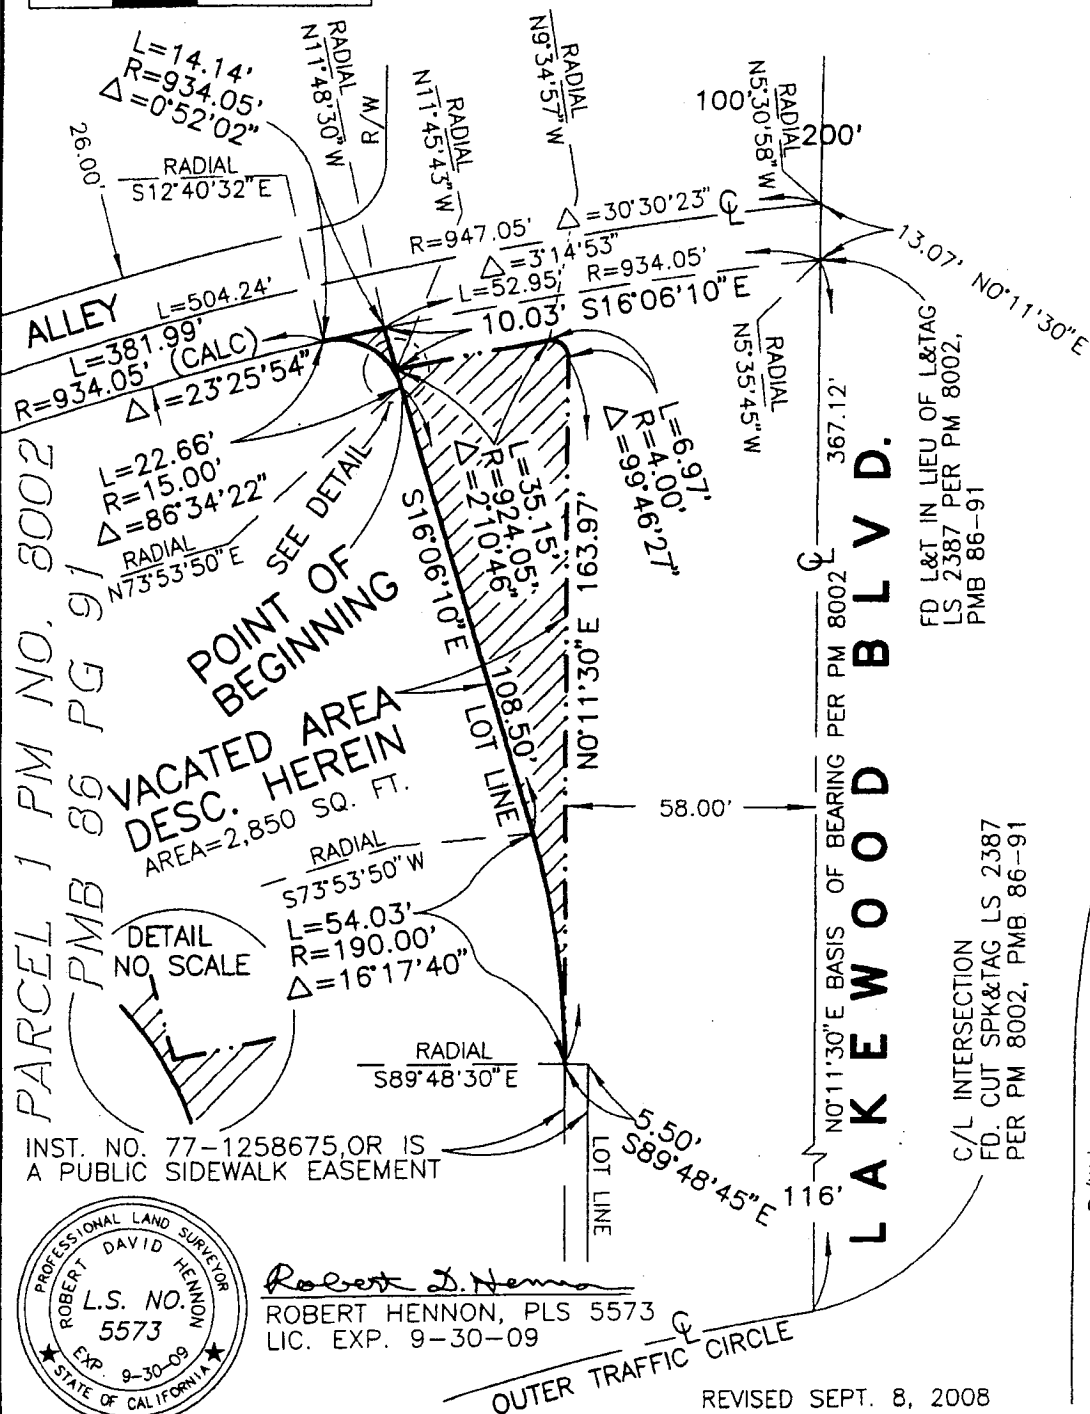 L=14.14'
R=934.05'
△=0°52'02"
RADIAL
N11°48'30"W
R/W
RADIAL
N11°45'43"W
RADIAL
N9°34'57"W
RADIAL
N5°30'58"W
100'
200'
26.00'
RADIAL
S12°40'32"E
R=947.05' △=30°30'23" ℄
△=3°14'53"
L=52.95' R=934.05'
10.03' S16°06'10"E
13.07' N0°11'30"E
ALLEY
L=504.24'
L=381.99'
R=934.05' (CALC)
△=23°25'54"
RADIAL
N5°35'45"W
367.12'
FD L&T IN LIEU OF L&TAG
LS 2387 PER PM 8002,
PMB 86-91
L=22.66'
R=15.00'
△=86°34'22"
RADIAL
N73°53'50"E
SEE DETAIL
L=35.15'
R=924.05'
△=2°10'46"
L=6.97'
R=4.00'
△=99°46'27"
S16°06'10"E
108.50'
LOT LINE
N0°11'30"E 163.97'
POINT OF
BEGINNING
VACATED AREA
DESC. HEREIN
AREA=2,850 SQ. FT.
PARCEL 1 PM NO. 8002
PMB 86 PG 91
58.00'
℄
N0°11'30"E BASIS OF BEARING PER PM 8002
LAKEWOOD BLVD.
RADIAL
S73°53'50"W
L=54.03'
R=190.00'
△=16°17'40"
DETAIL
NO SCALE
RADIAL
S89°48'30"E
5.50'
S89°48'45"E
LOT LINE
116'
C/L INTERSECTION
FD. CUT SPK&TAG LS 2387
PER PM 8002, PMB 86-91
INST. NO. 77-1258675,OR IS
A PUBLIC SIDEWALK EASEMENT
PROFESSIONAL LAND SURVEYOR
ROBERT DAVID HENNON
L.S. NO.
5573
EXP. 9-30-09
STATE OF CALIFORNIA
Robert D. Hennon
ROBERT HENNON, PLS 5573
LIC. EXP. 9-30-09
℄
OUTER TRAFFIC CIRCLE
REVISED SEPT. 8, 2008